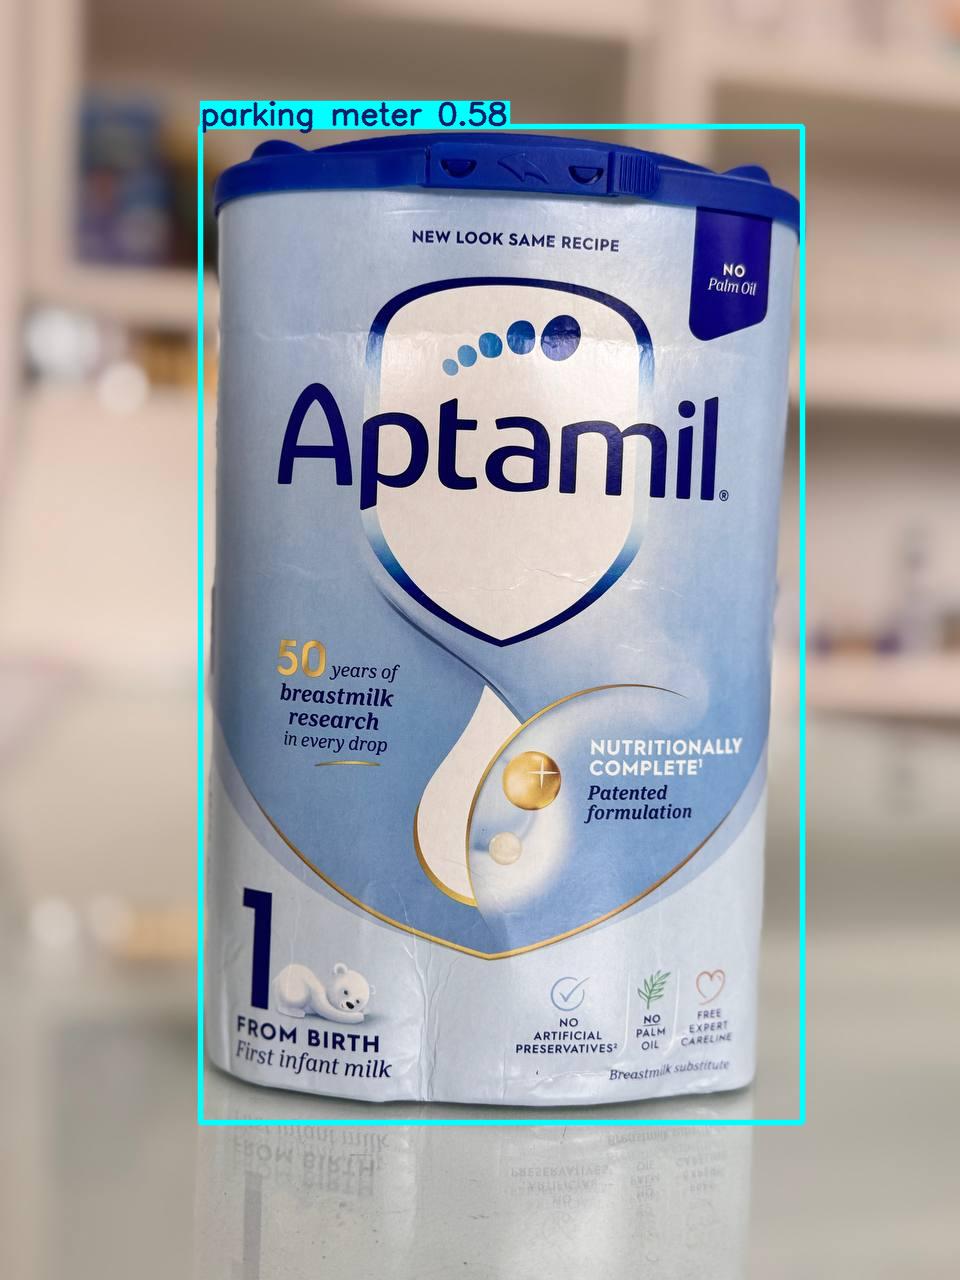 parking meter 0.58
NEW LOOK SAME RECIPE
NO
Palm Oil
Aptamil®
50 years of
breastmilk
research
in every drop
NUTRITIONALLY
COMPLETE¹
Patented
formulation
1
FROM BIRTH
First infant milk
NO
ARTIFICIAL
PRESERVATIVES²
NO
PALM
OIL
FREE
EXPERT
CARELINE
Breastmilk substitute